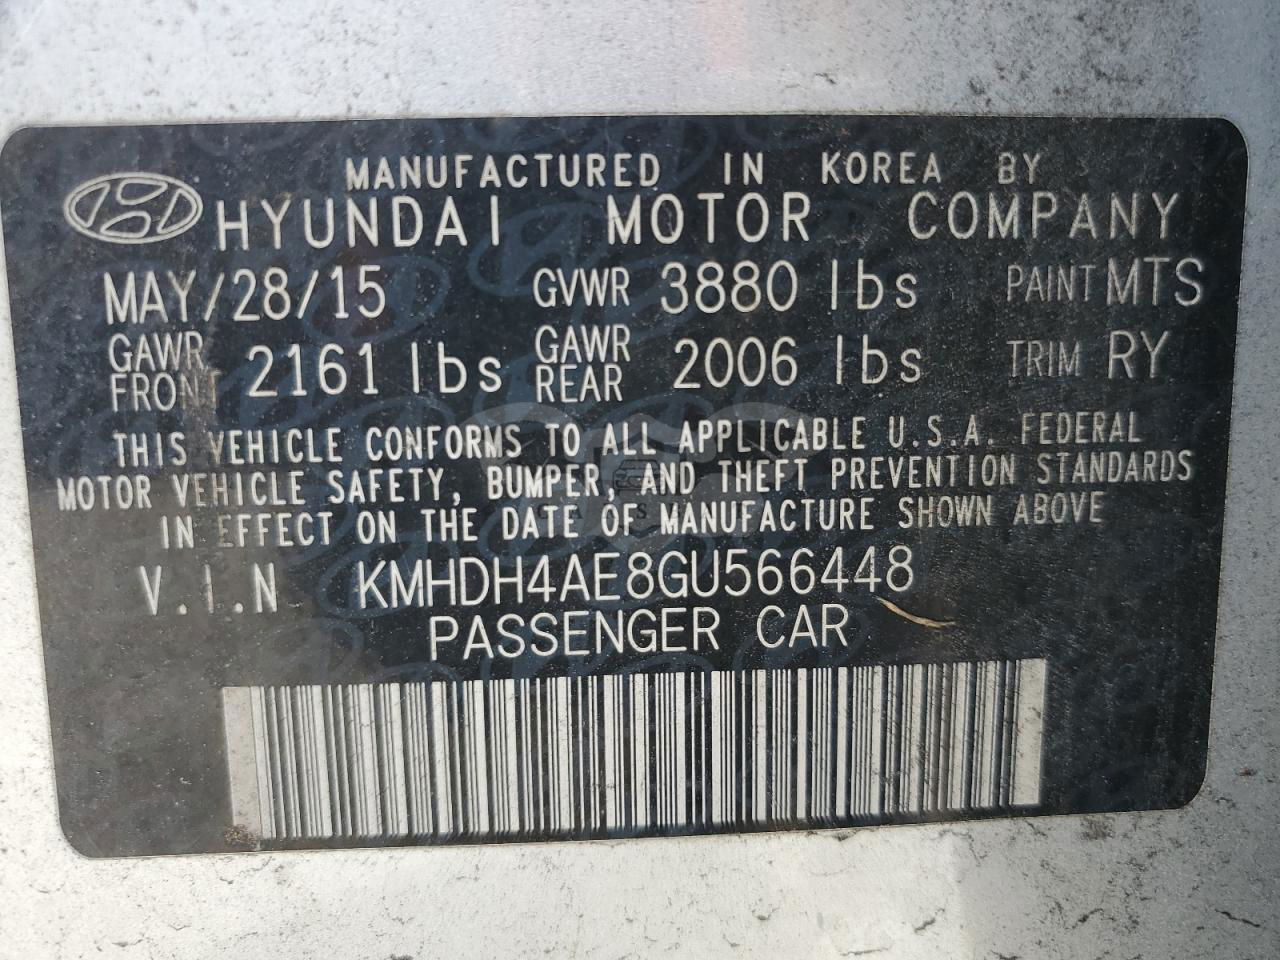 MANUFACTURED IN KOREA BY
HYUNDAI MOTOR COMPANY
MAY/28/15 GVWR 3880 lbs PAINT MTS
GAWR FRONT 2161 lbs GAWR REAR 2006 lbs TRIM RY
THIS VEHICLE CONFORMS TO ALL APPLICABLE U.S.A. FEDERAL
MOTOR VEHICLE SAFETY, BUMPER, AND THEFT PREVENTION STANDARDS
IN EFFECT ON THE DATE OF MANUFACTURE SHOWN ABOVE
V.I.N KMHDH4AE8GU566448
PASSENGER CAR